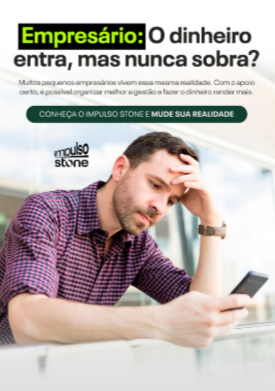 Empresário: O dinheiro
entra, mas nunca sobra?
Muitos pequenos empresários vivem essa mesma realidade. Com o apoio
certo, é possível organizar melhor a gestão e fazer o dinheiro render mais.
CONHEÇA O IMPULSO STONE E MUDE SUA REALIDADE
impulso
stone